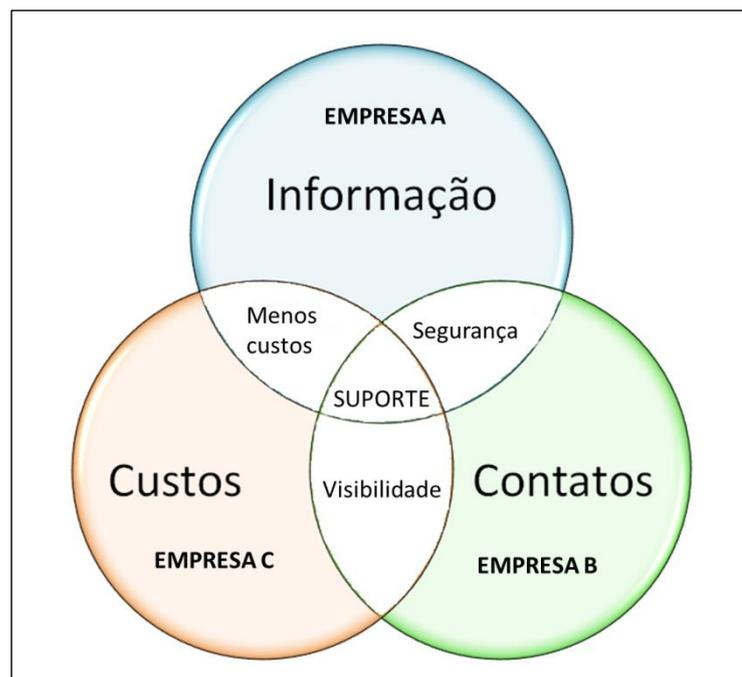 EMPRESA A
Informação
Menos
custos
Segurança
SUPORTE
Custos
Visibilidade
Contatos
EMPRESA C
EMPRESA B